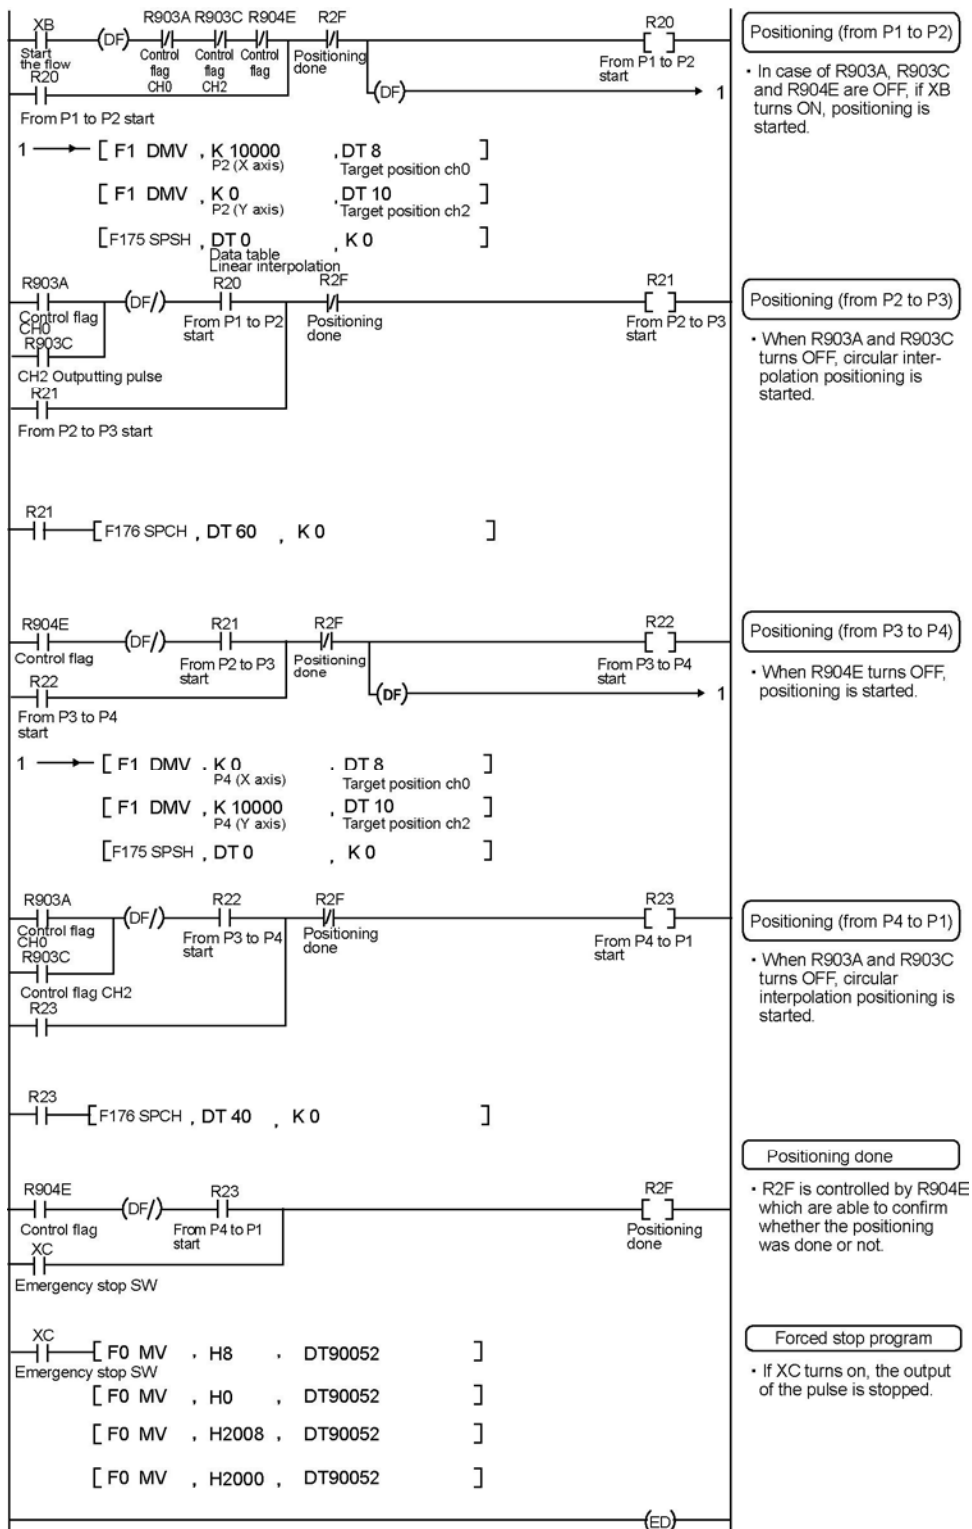 XB R903A R903C R904E R2F R20
(DF)
Start the flow Control flag CH0 Control flag CH2 Control flag Positioning done From P1 to P2 start
R20
(DF) 1
From P1 to P2 start
Positioning (from P1 to P2)
• In case of R903A, R903C
and R904E are OFF, if XB
turns ON, positioning is
started.
1 [ F1 DMV , K 10000 , DT 8 ]
P2 (X axis) Target position ch0
[ F1 DMV , K 0 , DT 10 ]
P2 (Y axis) Target position ch2
[F175 SPSH , DT 0 , K 0 ]
Data table
Linear interpolation
R903A R20 R2F R21
(DF/)
Control flag CH0 From P1 to P2 start Positioning done From P2 to P3 start
R903C
CH2 Outputting pulse
R21
From P2 to P3 start
Positioning (from P2 to P3)
• When R903A and R903C
turns OFF, circular inter-
polation positioning is
started.
R21
[F176 SPCH , DT 60 , K 0 ]
R904E R21 R2F R22
(DF/)
Control flag From P2 to P3 start Positioning done From P3 to P4 start
R22
(DF) 1
From P3 to P4
start
Positioning (from P3 to P4)
• When R904E turns OFF,
positioning is started.
1 [ F1 DMV , K 0 , DT 8 ]
P4 (X axis) Target position ch0
[ F1 DMV , K 10000 , DT 10 ]
P4 (Y axis) Target position ch2
[F175 SPSH , DT 0 , K 0 ]
R903A R22 R2F R23
(DF/)
Control flag CH0 From P3 to P4 start Positioning done From P4 to P1 start
R903C
Control flag CH2
R23
Positioning (from P4 to P1)
• When R903A and R903C
turns OFF, circular
interpolation positioning is
started.
R23
[F176 SPCH , DT 40 , K 0 ]
R904E R23 R2F
(DF/)
Control flag From P4 to P1 start Positioning done
XC
Emergency stop SW
Positioning done
• R2F is controlled by R904E
which are able to confirm
whether the positioning
was done or not.
XC
[ F0 MV , H8 , DT90052 ]
Emergency stop SW
[ F0 MV , H0 , DT90052 ]
[ F0 MV , H2008 , DT90052 ]
[ F0 MV , H2000 , DT90052 ]
Forced stop program
• If XC turns on, the output
of the pulse is stopped.
(ED)